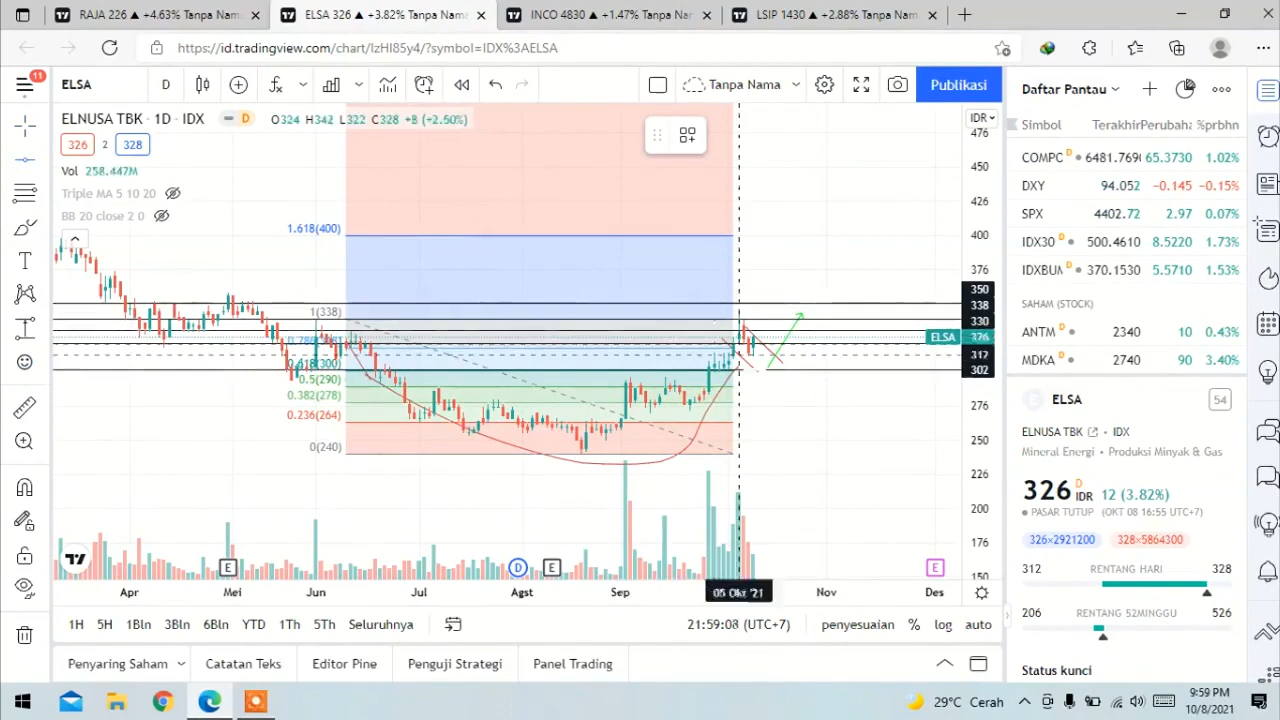 RAJA 226 ▲ +4.63% Tanpa Nama
ELSA 326 ▲ +3.82% Tanpa Nama
INCO 4830 ▲ +1.47% Tanpa Nam
LSIP 1430 ▲ +2.88% Tanpa Nam
https://id.tradingview.com/chart/lzHI85y4/?symbol=IDX%3AELSA
11
ELSA
D
Tanpa Nama
Publikasi
Daftar Pantau
ELNUSA TBK · 1D · IDX
D
O324 H342 L322 C328 +8 (+2.50%)
IDR
326 2 328
Vol 258.447M
Triple MA 5 10 20
BB 20 close 2 0
1.618(400)
1(338)
0.5(290)
0.382(278)
0.236(264)
0(240)
476
450
426
400
376
350
338
330
ELSA 326
312
302
276
250
226
200
176
150
E
D
E
E
Apr
Mei
Jun
Jul
Agst
Sep
05 Okt '21
Nov
Des
1H 5H 1Bln 3Bln 6Bln YTD 1Th 5Th Seluruhnya
21:59:08 (UTC+7)
penyesuaian % log auto
Penyaring Saham
Catatan Teks
Editor Pine
Penguji Strategi
Panel Trading
Simbol Terakhir Perubaha %prbhn
COMPC D 6481.7690 65.3730 1.02%
DXY 94.052 −0.145 −0.15%
SPX 4402.72 2.97 0.07%
IDX30 D 500.4610 8.5220 1.73%
IDXBUM D 370.1530 5.5710 1.53%
SAHAM (STOCK)
ANTM D 2340 10 0.43%
MDKA D 2740 90 3.40%
ELSA
54
ELNUSA TBK · IDX
Mineral Energi · Produksi Minyak & Gas
326 D IDR 12 (3.82%)
PASAR TUTUP (OKT 08 16:55 UTC+7)
326×2921200 328×5864300
312 RENTANG HARI 328
206 RENTANG 52MINGGU 526
Status kunci
29°C Cerah
9:59 PM
10/8/2021